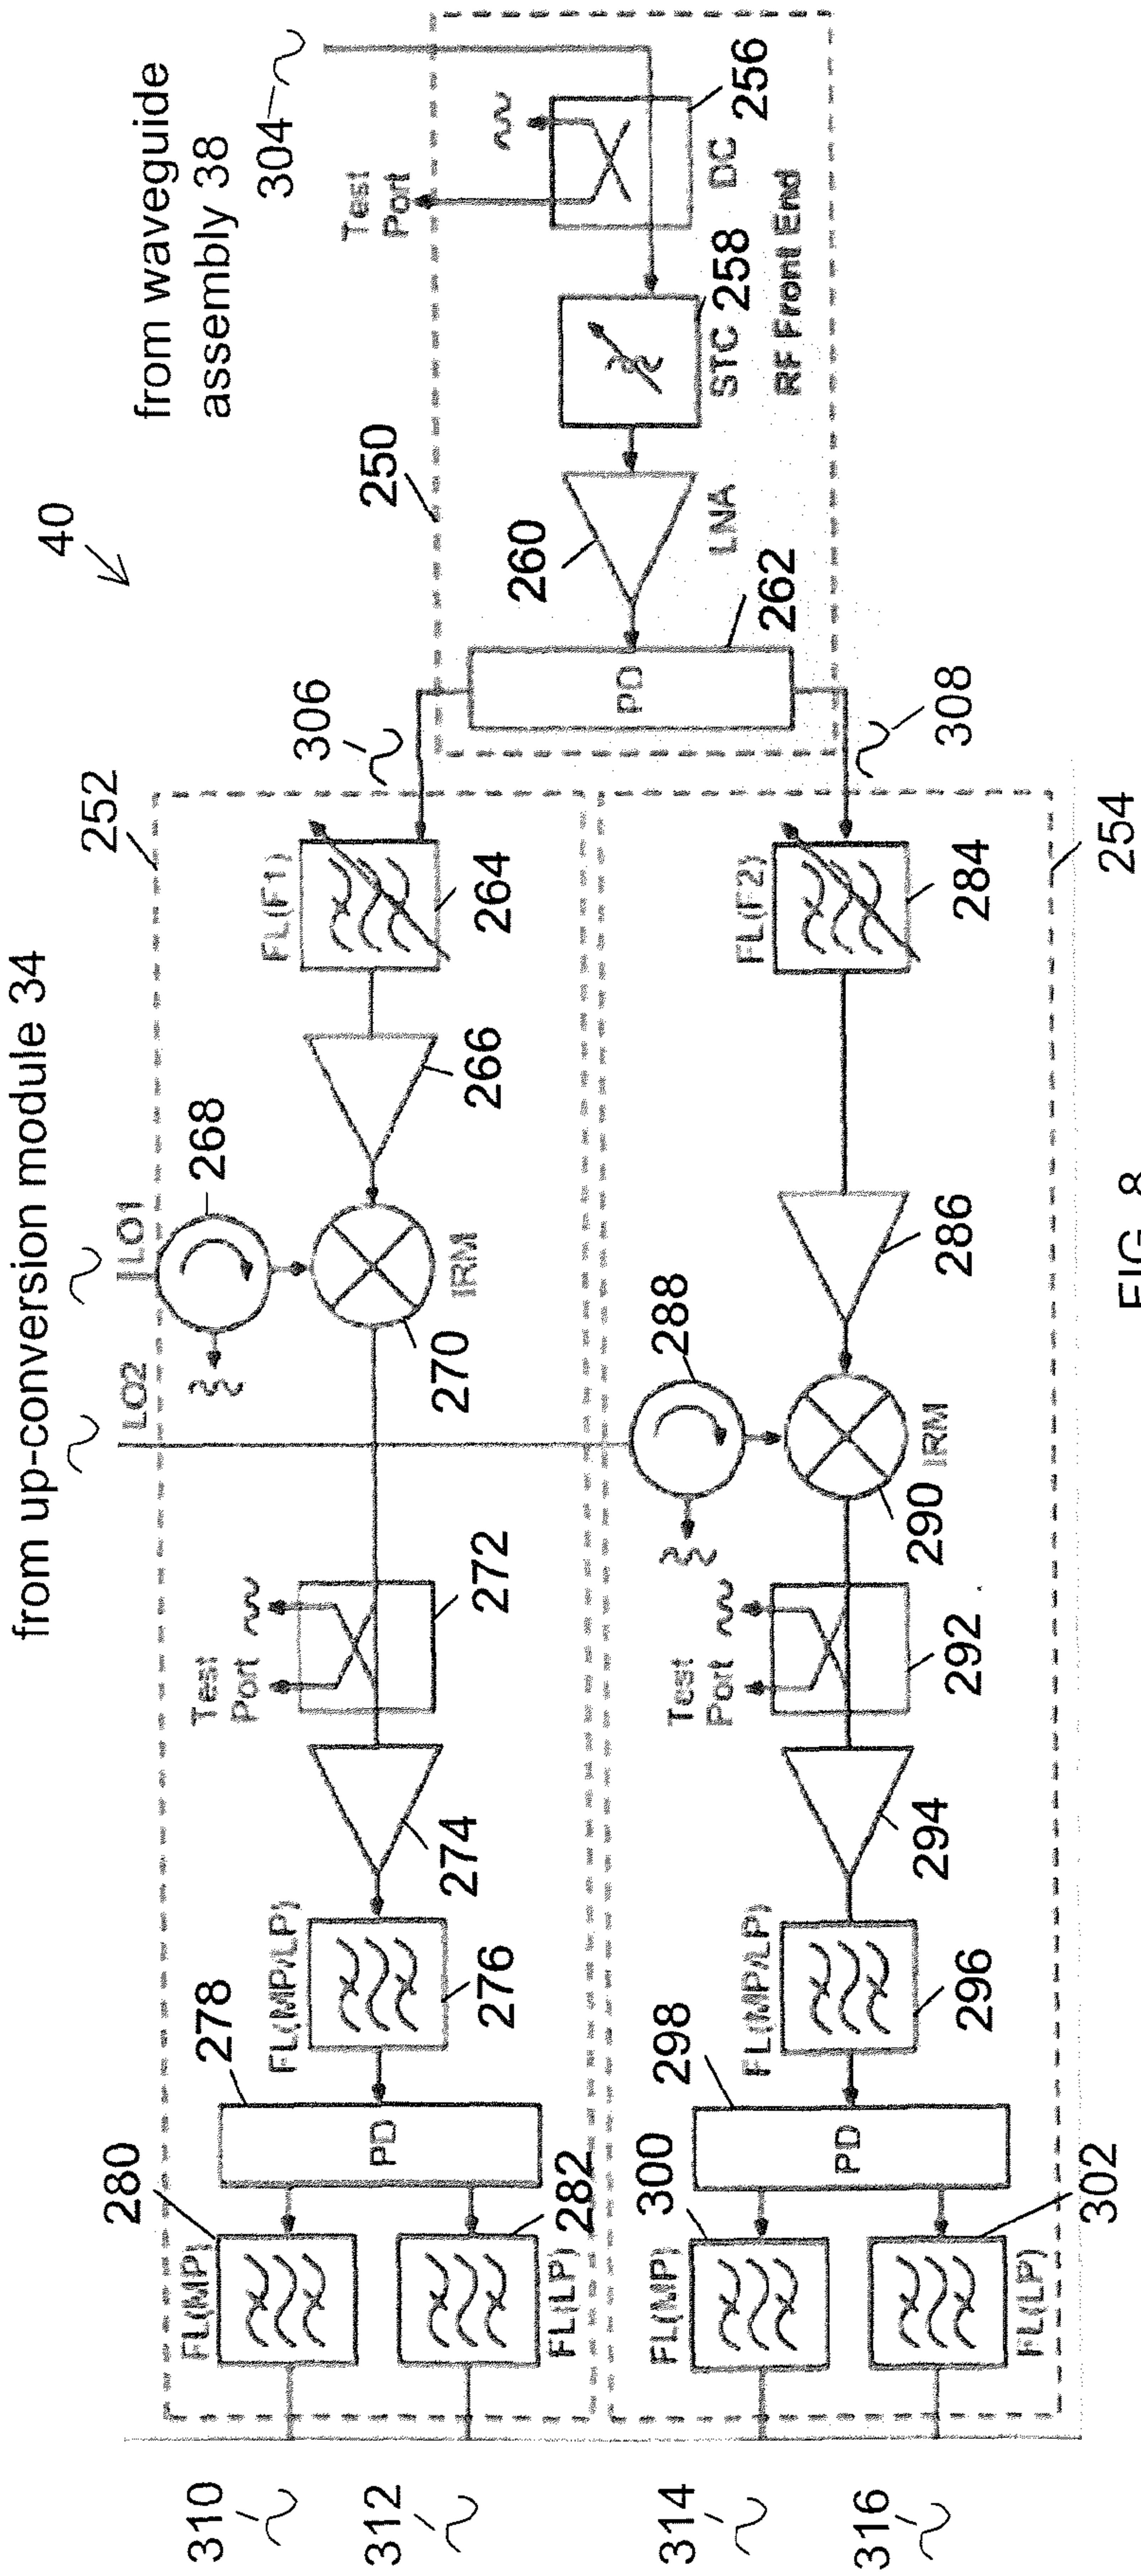 from up-conversion module 34
40
from waveguide
assembly 38
304
LO2
LO1
252
306
250
Test
Port
256
DC
258
STC
RF Front End
260
LNA
262
PD
308
268
FL(F1)
264
266
IRM
270
Test
Port
272
274
FL(MP/LP)
276
278
PD
280
FL(MP)
282
FL(LP)
310
312
254
FL(F2)
284
286
288
IRM
290
Test
Port
292
294
FL(MP/LP)
296
298
PD
300
FL(MP)
302
FL(LP)
314
316
FIG. 8